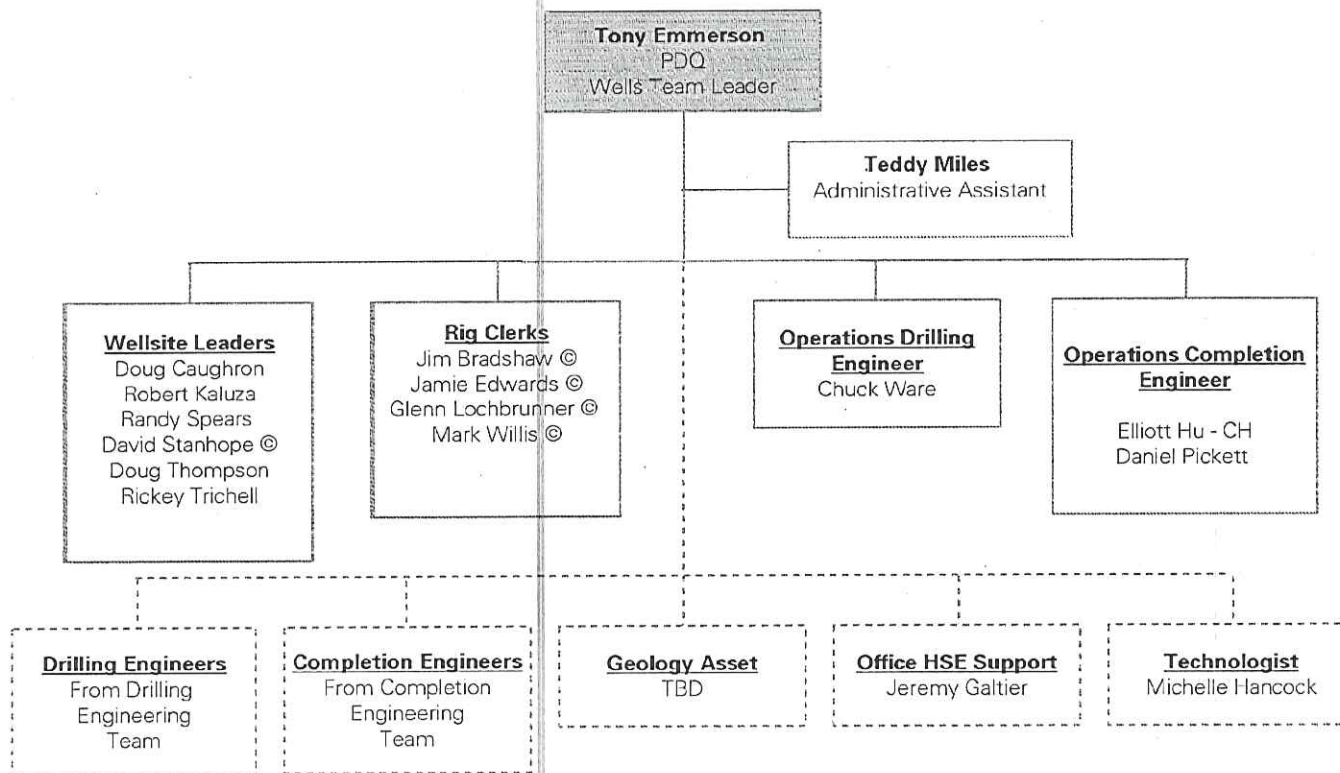 Tony Emmerson
PDQ
Wells Team Leader
Teddy Miles
Administrative Assistant
Wellsite Leaders
Doug Caughron
Robert Kaluza
Randy Spears
David Stanhope ©
Doug Thompson
Rickey Trichell
Rig Clerks
Jim Bradshaw ©
Jamie Edwards ©
Glenn Lochbrunner ©
Mark Willis ©
Operations Drilling
Engineer
Chuck Ware
Operations Completion
Engineer
Elliott Hu - CH
Daniel Pickett
Drilling Engineers
From Drilling
Engineering
Team
Completion Engineers
From Completion
Engineering
Team
Geology Asset
TBD
Office HSE Support
Jeremy Galtier
Technologist
Michelle Hancock